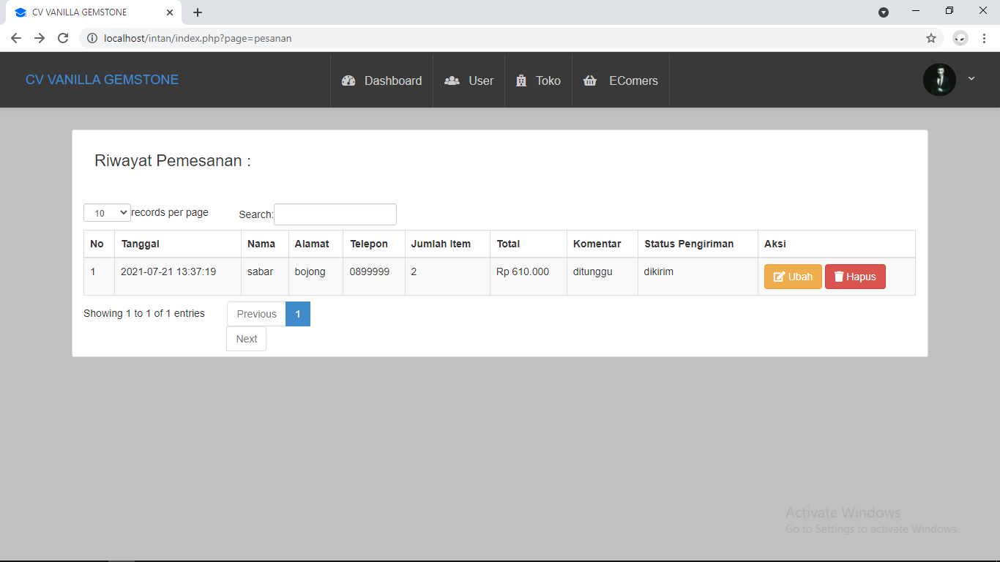 CV VANILLA GEMSTONE
localhost/intan/index.php?page=pesanan
CV VANILLA GEMSTONE Dashboard User Toko EComers
Riwayat Pemesanan :
10 records per page Search:
No Tanggal Nama Alamat Telepon Jumlah Item Total Komentar Status Pengiriman Aksi
1 2021-07-21 13:37:19 sabar bojong 0899999 2 Rp 610.000 ditunggu dikirim Ubah Hapus
Showing 1 to 1 of 1 entries Previous 1
Next
Activate Windows
Go to Settings to activate Windows.